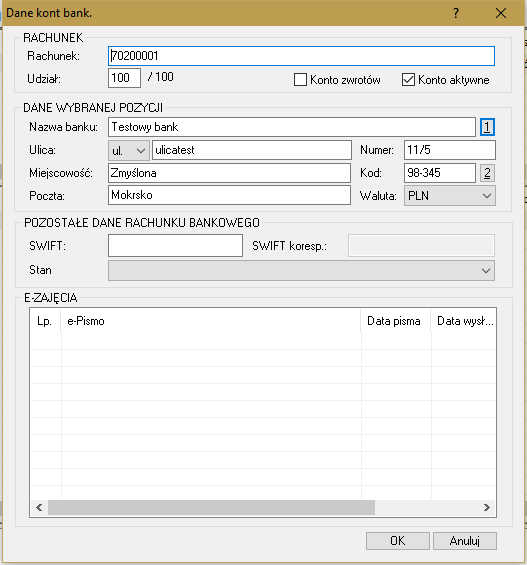 Dane kont bank. ?
RACHUNEK
Rachunek: 70200001
Udział: 100 / 100 Konto zwrotów Konto aktywne
DANE WYBRANEJ POZYCJI
Nazwa banku: Testowy bank 1
Ulica: ul. ulicatest Numer: 11/5
Miejscowość: Zmyślona Kod: 98-345 2
Poczta: Mokrsko Waluta: PLN
POZOSTAŁE DANE RACHUNKU BANKOWEGO
SWIFT: SWIFT koresp.:
Stan
E-ZAJĘCIA
Lp. e-Pismo Data pisma Data wysł...
OK Anuluj